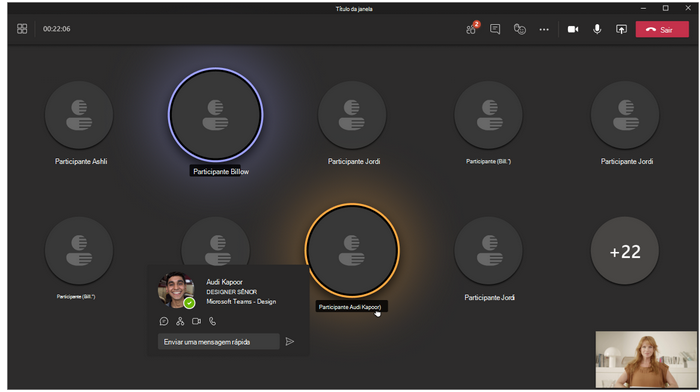 Título da janela
00:22:06
2
Sair
Participante Ashli
Participante Billow
Participante Jordi
Participante (Bill.")
Participante Jordi
Participante (Bill.")
Participante Audi Kapoor)
Participante Jordi
+22
Audi Kapoor
DESIGNER SÊNIOR
Microsoft Teams - Design
Enviar uma mensagem rápida